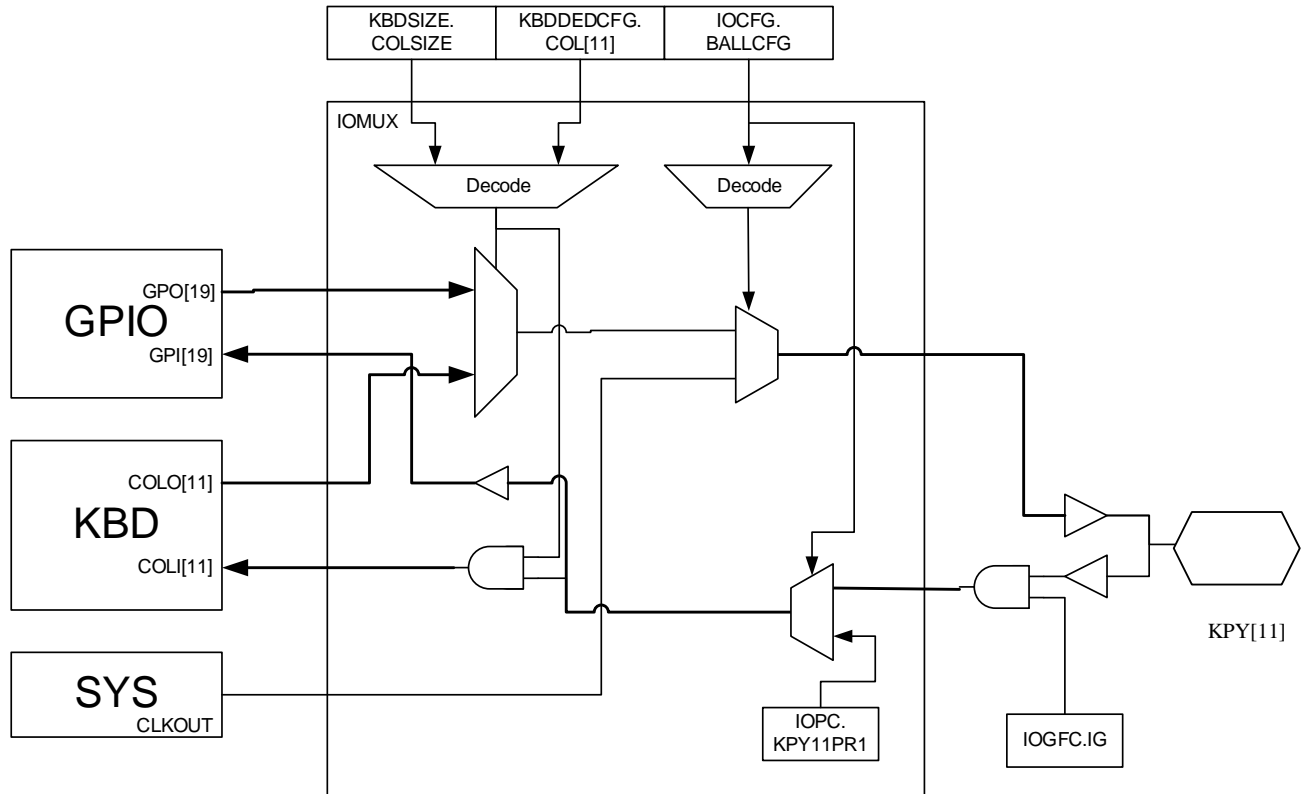 KBDSIZE.
COLSIZE
KBDDEDCFG.
COL[11]
IOCFG.
BALLCFG
IOMUX
Decode
Decode
GPO[19]
GPIO
GPI[19]
COLO[11]
KBD
COLI[11]
SYS
CLKOUT
IOPC.
KPY11PR1
IOGFC.IG
KPY[11]